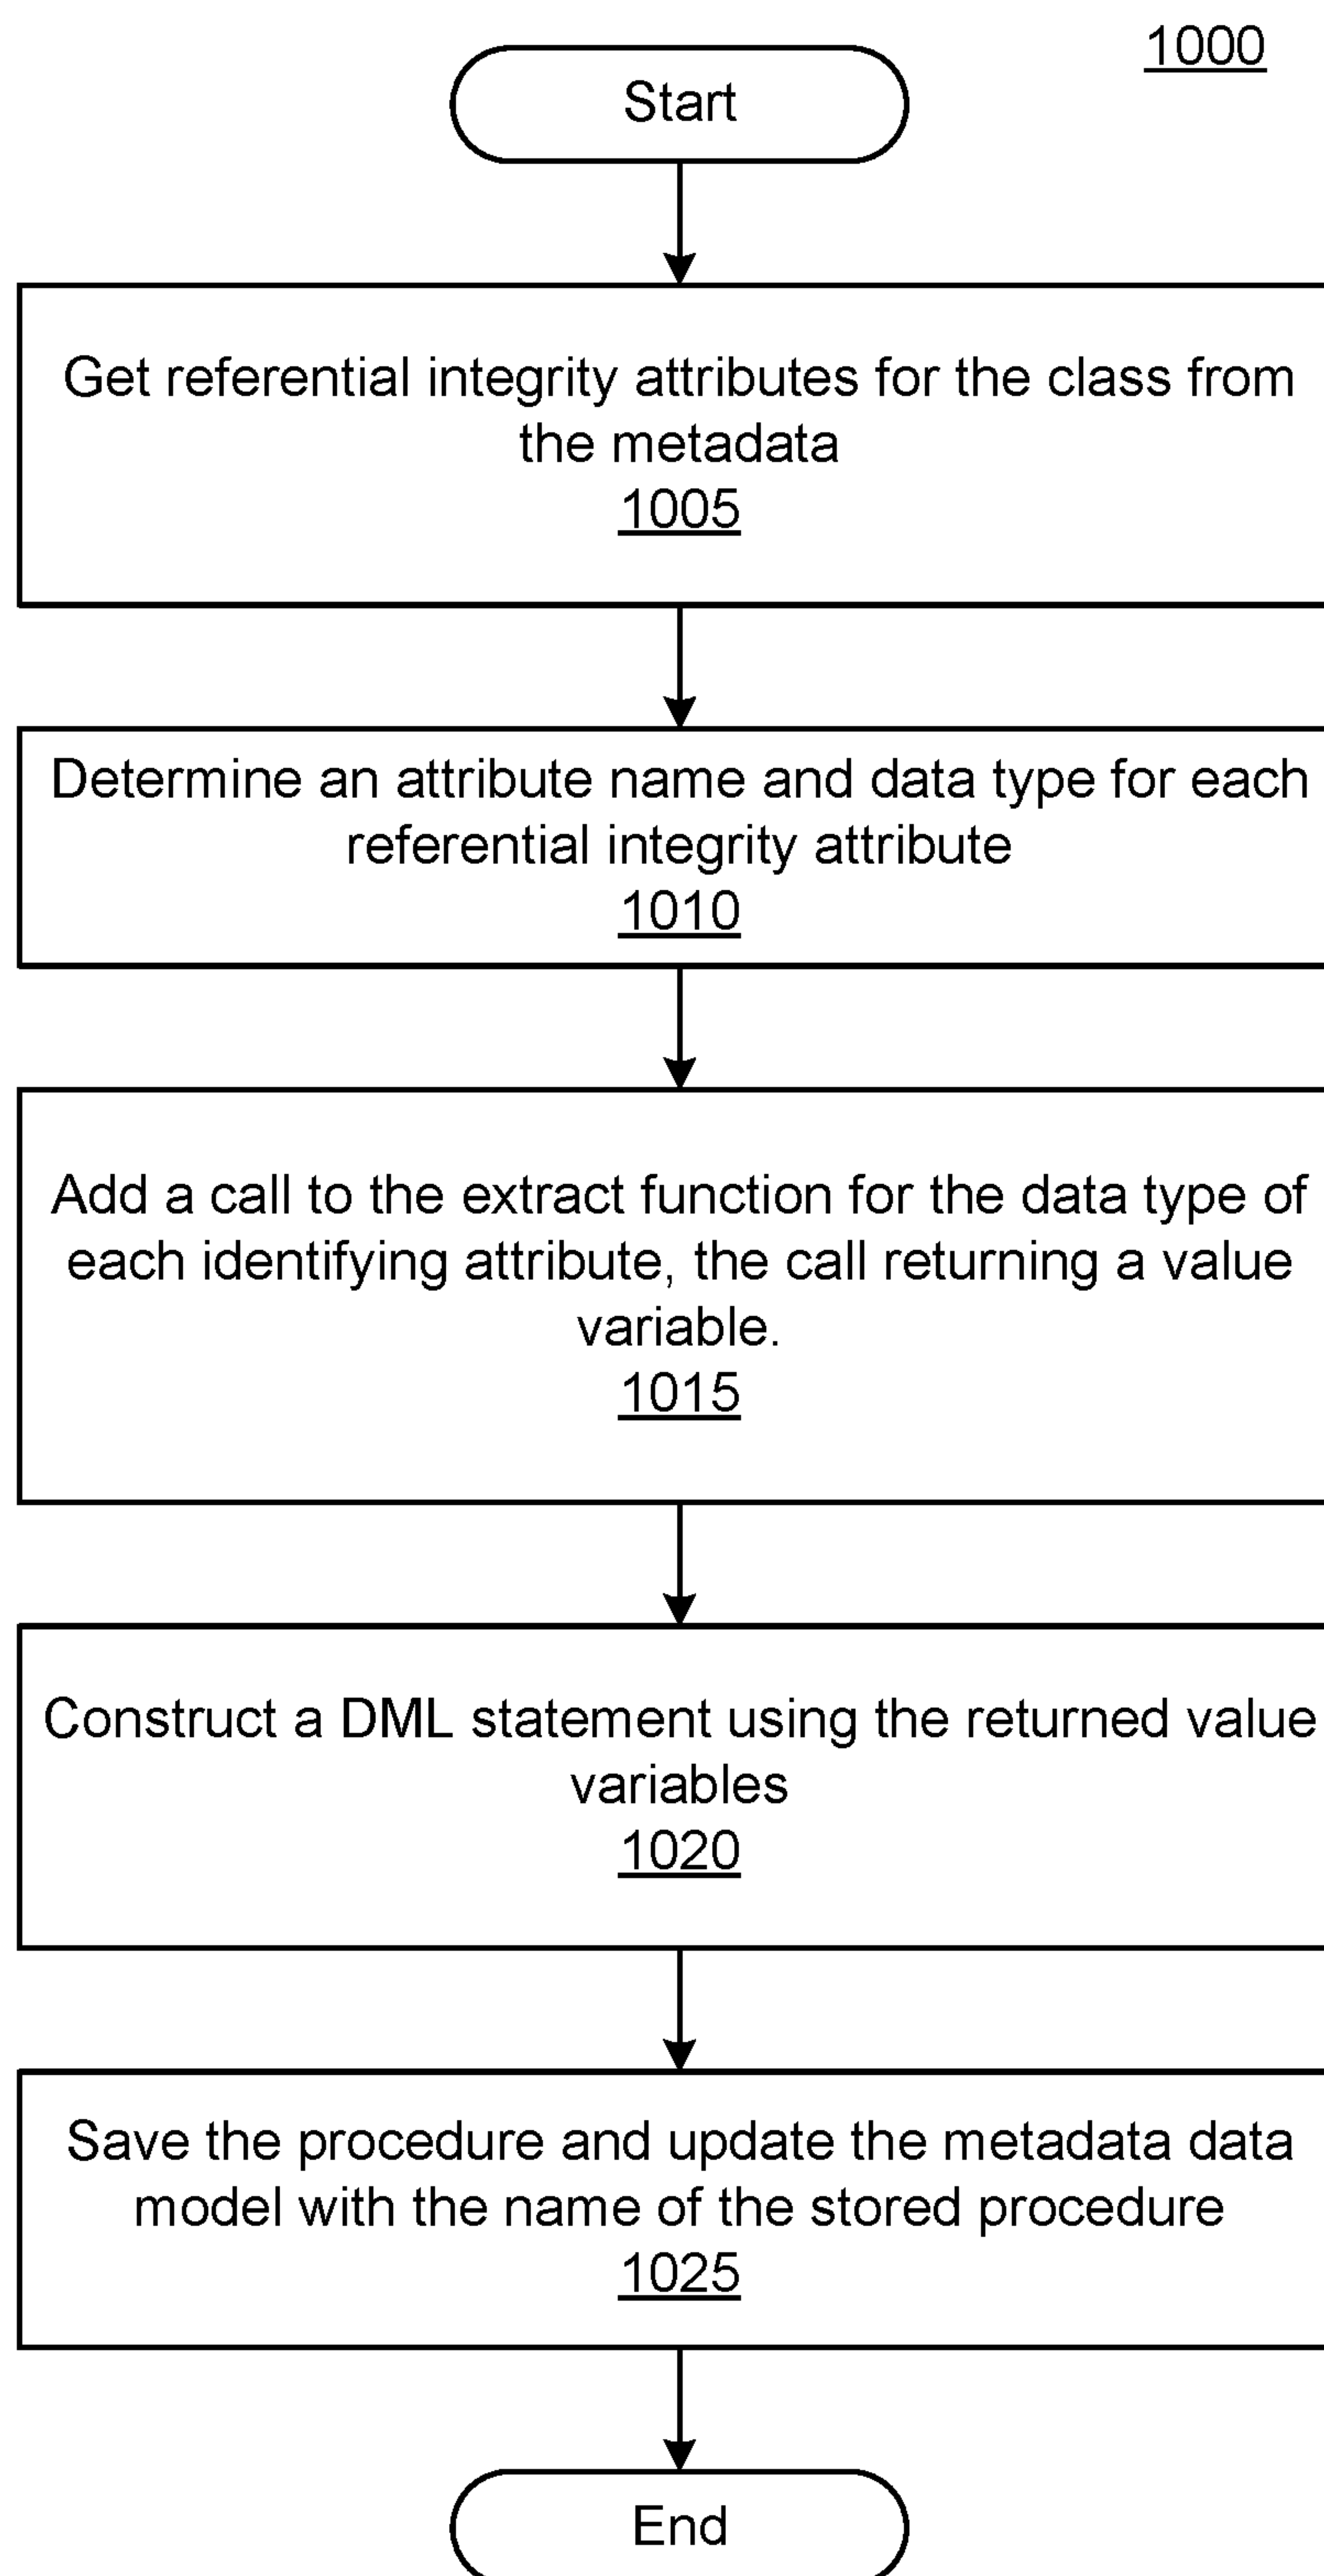 1000
Start
Get referential integrity attributes for the class from
the metadata
1005
Determine an attribute name and data type for each
referential integrity attribute
1010
Add a call to the extract function for the data type of
each identifying attribute, the call returning a value
variable.
1015
Construct a DML statement using the returned value
variables
1020
Save the procedure and update the metadata data
model with the name of the stored procedure
1025
End